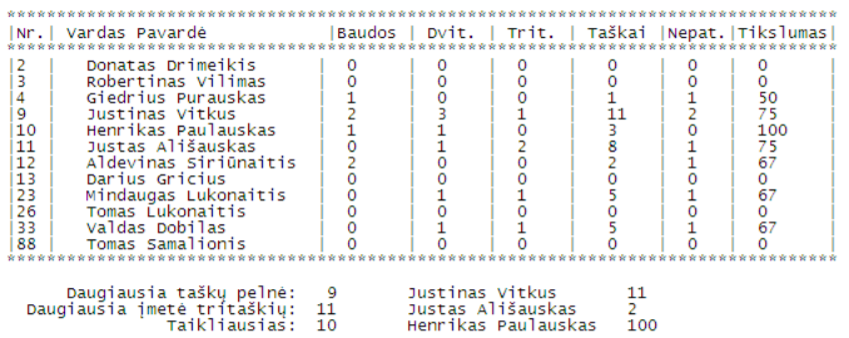 ***********************************************************************************
|Nr.| Vardas Pavardė |Baudos | Dvit. | Trit. | Taškai |Nepat.|Tikslumas|
***********************************************************************************
|2 | Donatas Drimeikis | 0 | 0 | 0 | 0 | 0 | 0 |
|3 | Robertinas Vilimas | 0 | 0 | 0 | 0 | 0 | 0 |
|4 | Giedrius Purauskas | 1 | 0 | 0 | 1 | 1 | 50 |
|9 | Justinas Vitkus | 2 | 3 | 1 | 11 | 2 | 75 |
|10 | Henrikas Paulauskas | 1 | 1 | 0 | 3 | 0 | 100 |
|11 | Justas Ališauskas | 0 | 1 | 2 | 8 | 1 | 75 |
|12 | Aldevinas Siriūnaitis | 2 | 0 | 0 | 2 | 1 | 67 |
|13 | Darius Gricius | 0 | 0 | 0 | 0 | 0 | 0 |
|23 | Mindaugas Lukonaitis | 0 | 1 | 1 | 5 | 1 | 67 |
|26 | Tomas Lukonaitis | 0 | 0 | 0 | 0 | 0 | 0 |
|33 | Valdas Dobilas | 0 | 1 | 1 | 5 | 1 | 67 |
|88 | Tomas Samalionis | 0 | 0 | 0 | 0 | 0 | 0 |
***********************************************************************************
Daugiausia taškų pelnė: 9 Justinas Vitkus 11
Daugiausia įmetė tritaškių: 11 Justas Ališauskas 2
Taikliausias: 10 Henrikas Paulauskas 100